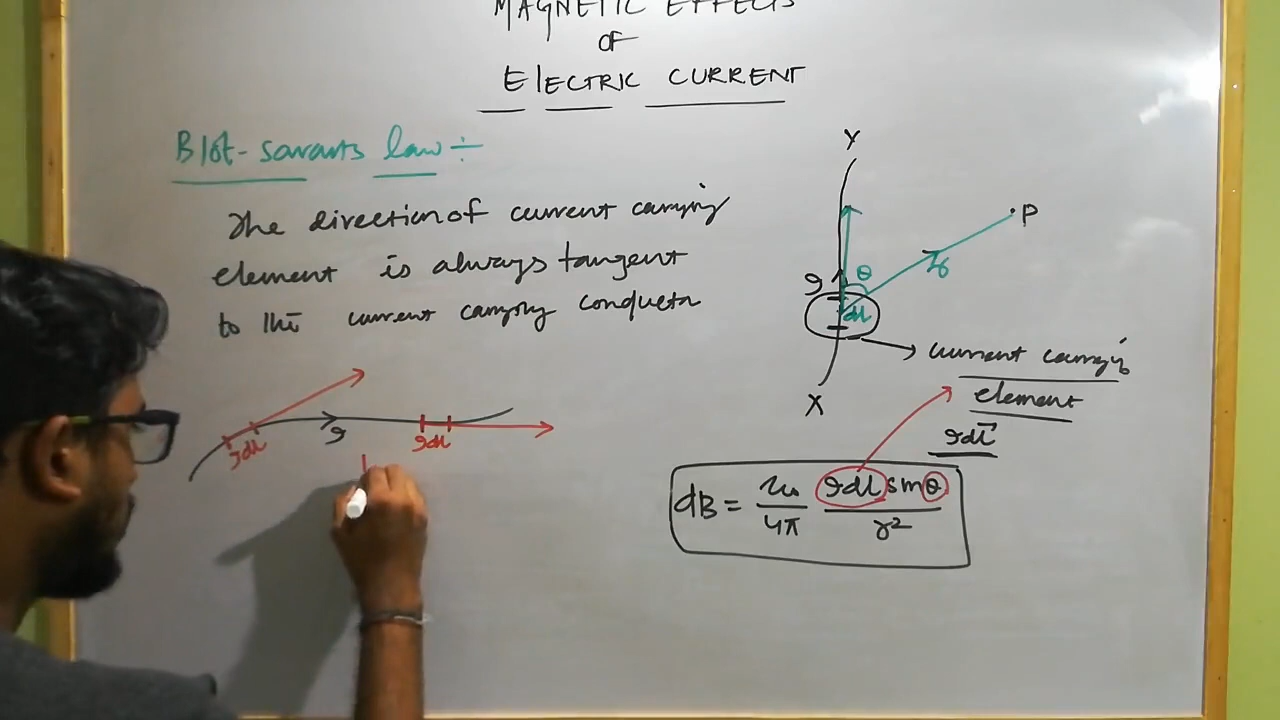 MAGNETIC EFFECTS
OF
ElECTRIC CURRENT
Biot-savarts law ÷
The direction of current carrying
element is always tangent
to the current carrying conductor
Idl
I
Idl
Y
P
θ
r
I
dl
X
current carrying
element
Idl⃗
dB = μ₀/4π Idl sinθ/r²